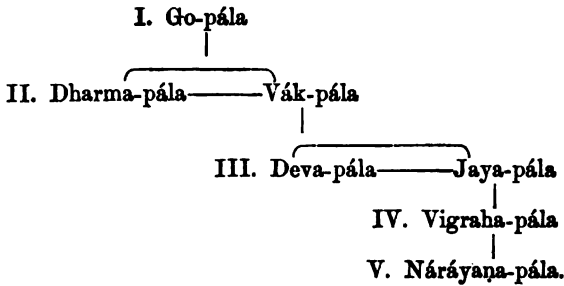 I. Go-pála
II. Dharma-pála——Vák-pála
III. Deva-pála——Jaya-pála
IV. Vigraha-pála
V. Náráyaṇa-pála.